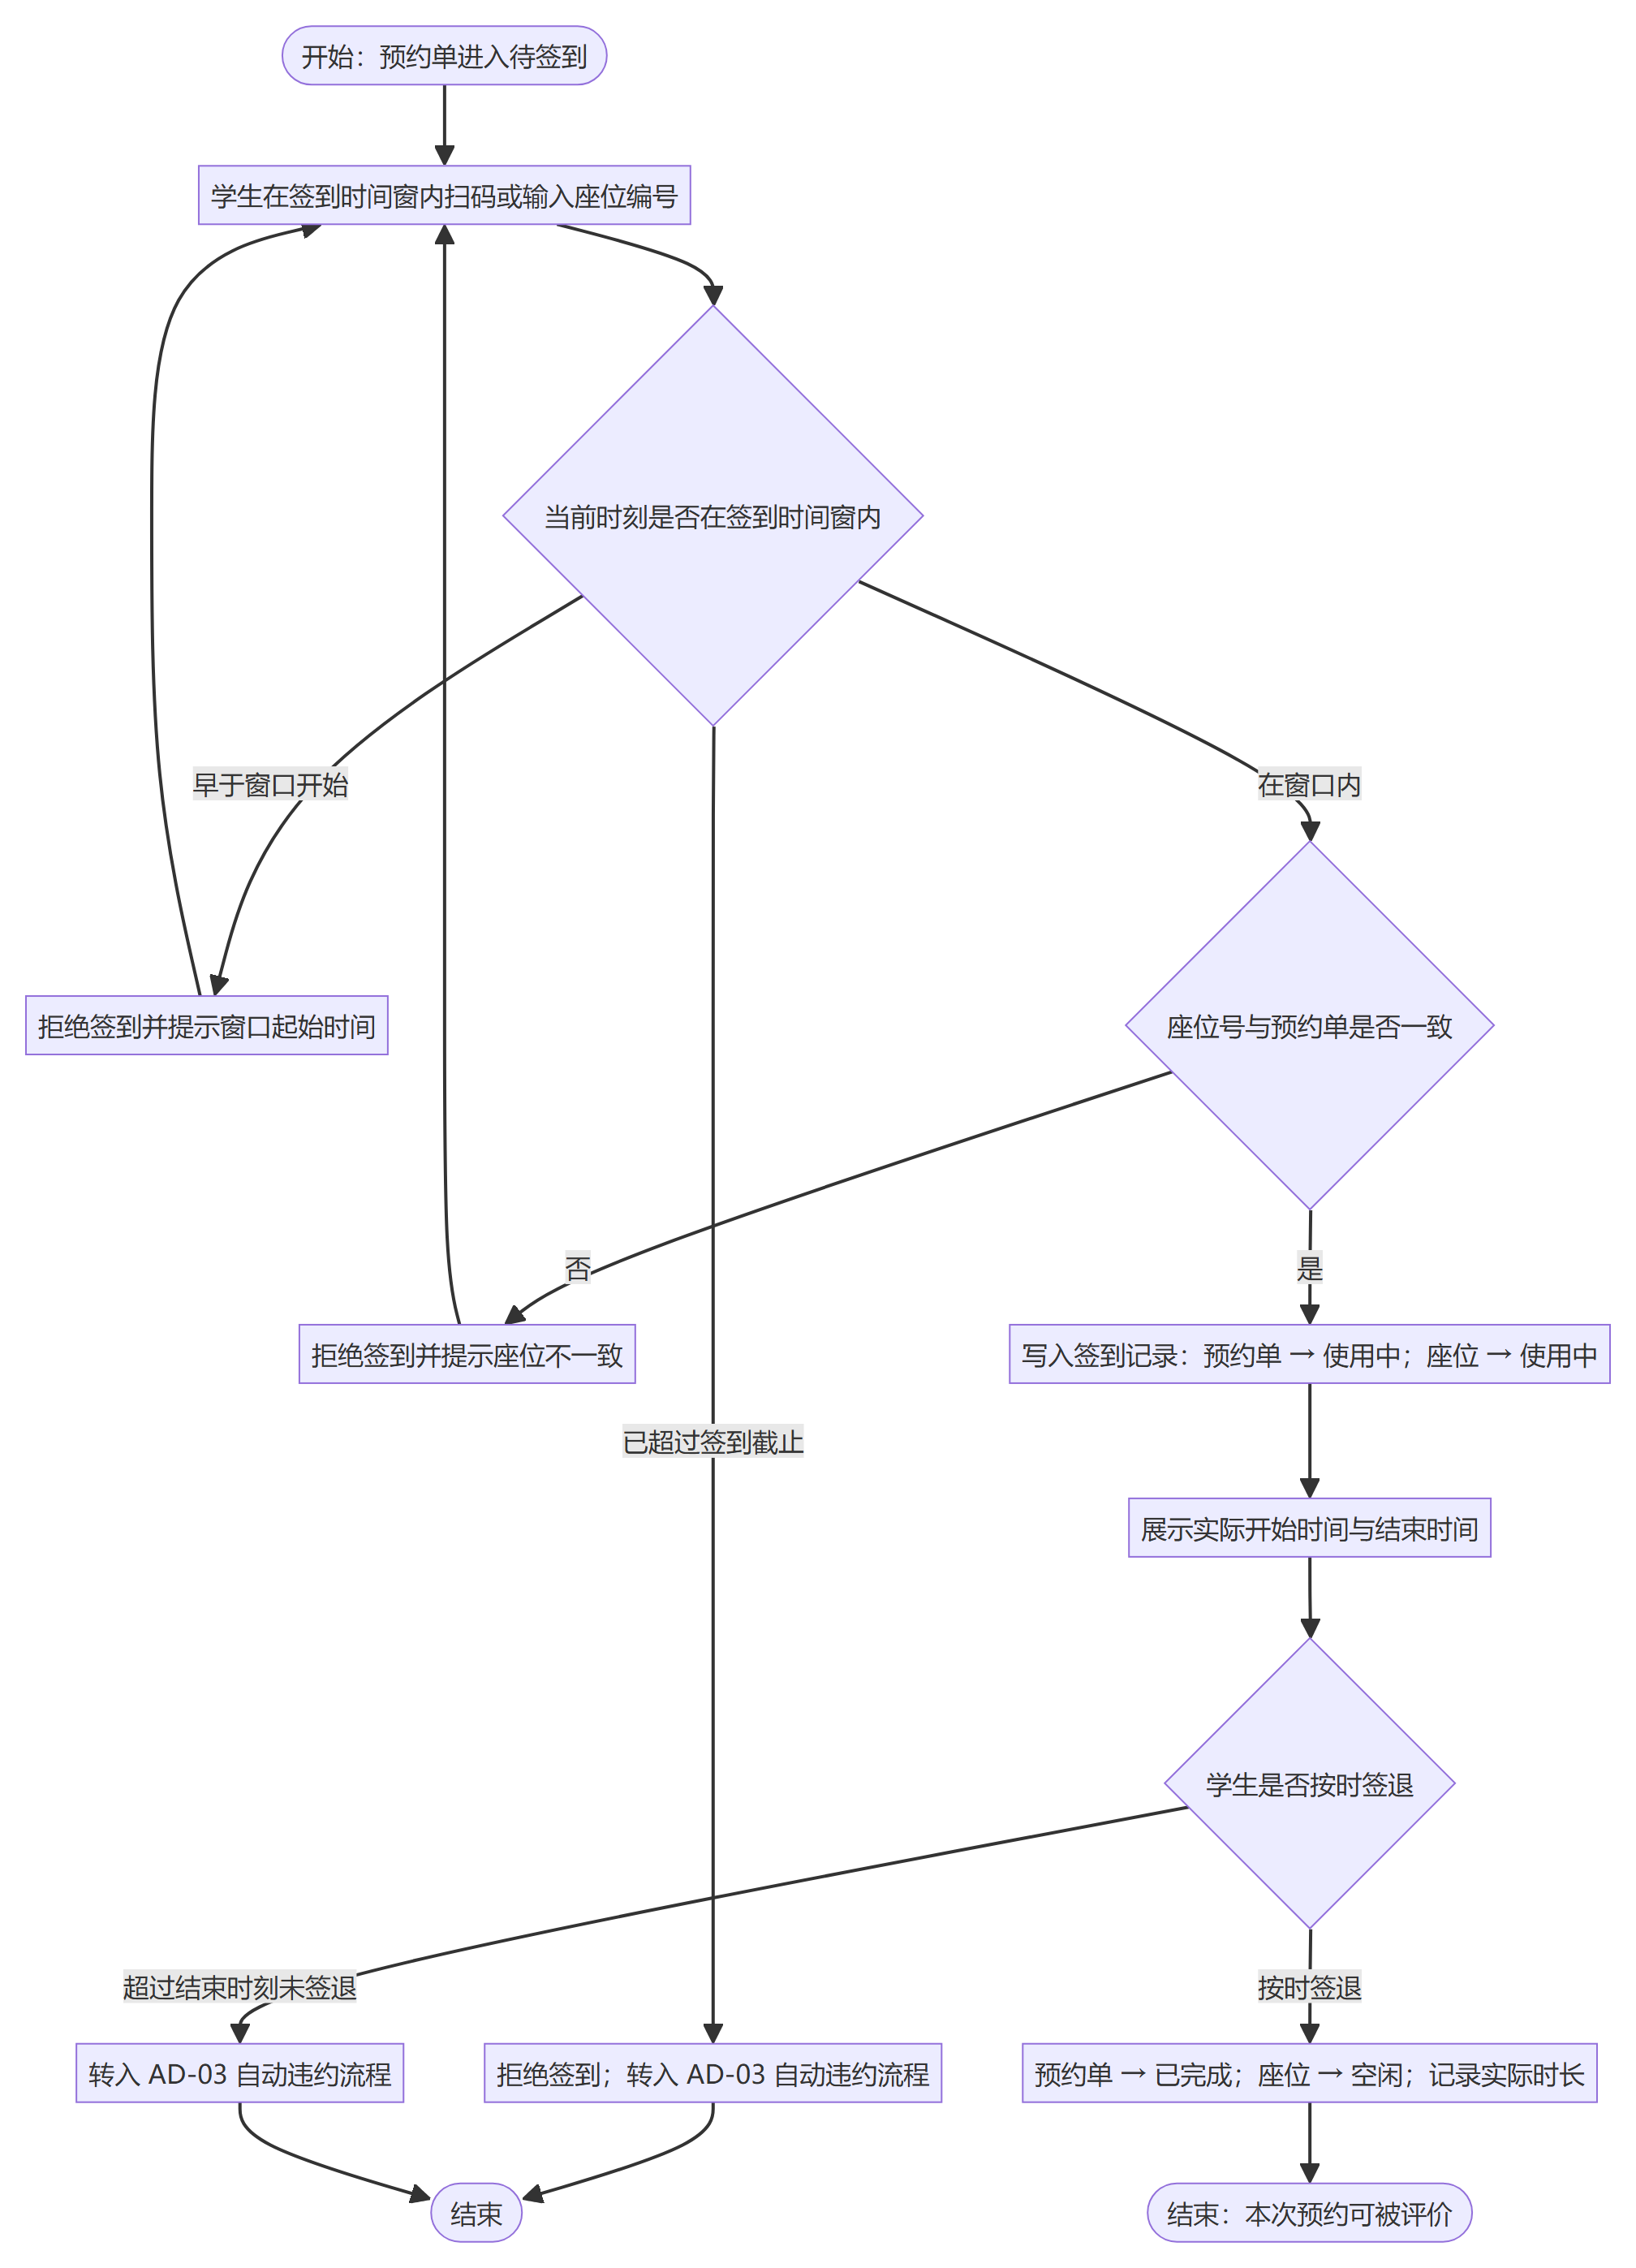 开始：预约单进入待签到
学生在签到时间窗内扫码或输入座位编号
当前时刻是否在签到时间窗内
早于窗口开始
在窗口内
拒绝签到并提示窗口起始时间
座位号与预约单是否一致
否
是
拒绝签到并提示座位不一致
写入签到记录：预约单 → 使用中；座位 → 使用中
已超过签到截止
展示实际开始时间与结束时间
学生是否按时签退
超过结束时刻未签退
按时签退
转入 AD-03 自动违约流程
拒绝签到；转入 AD-03 自动违约流程
预约单 → 已完成；座位 → 空闲；记录实际时长
结束
结束：本次预约可被评价